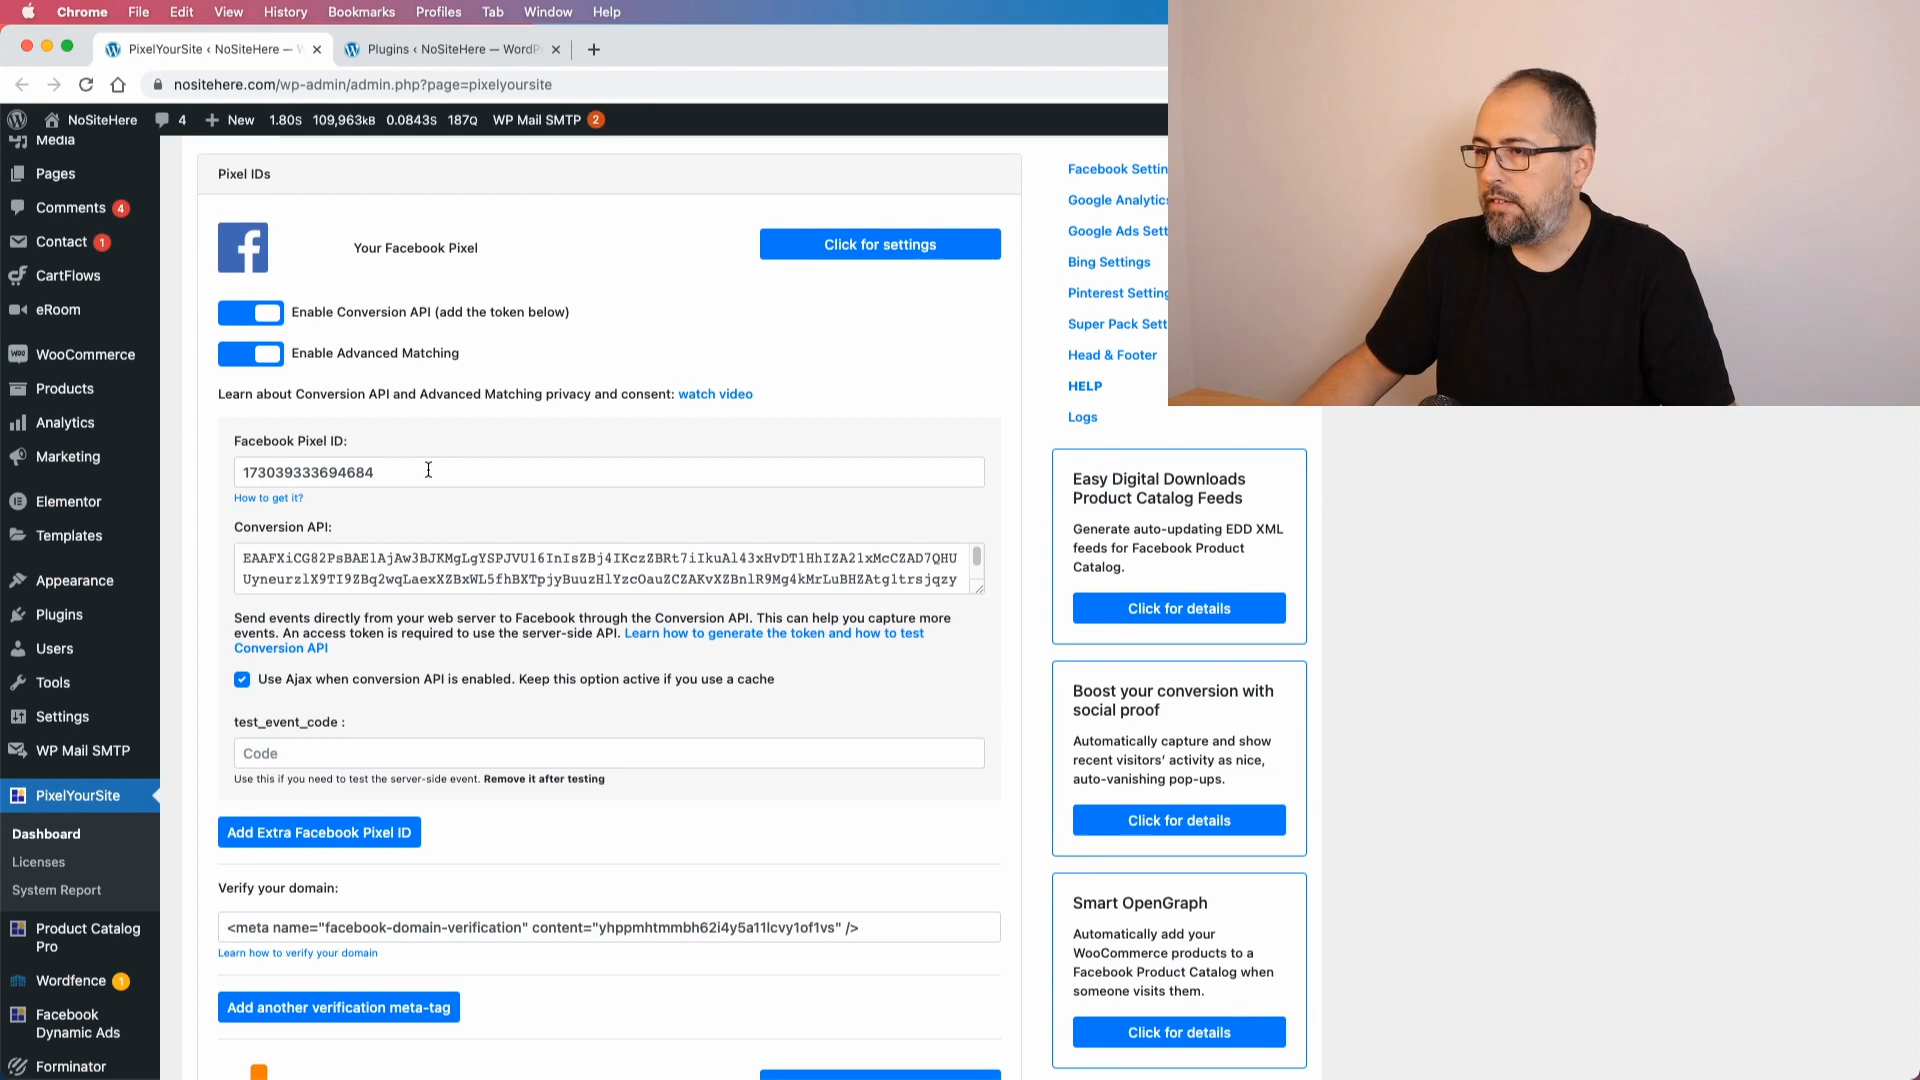 Chrome File Edit View History Bookmarks Profiles Tab Window Help
PixelYourSite ‹ NoSiteHere —
Plugins ‹ NoSiteHere — WordP
nositehere.com/wp-admin/admin.php?page=pixelyoursite
NoSiteHere 4 New 1.80S 109,963KB 0.0843S 187Q WP Mail SMTP 2
Media
Pages
Comments 4
Contact 1
CartFlows
eRoom
WooCommerce
Products
Analytics
Marketing
Elementor
Templates
Appearance
Plugins
Users
Tools
Settings
WP Mail SMTP
PixelYourSite
Dashboard
Licenses
System Report
Product Catalog
Pro
Wordfence 1
Facebook
Dynamic Ads
Forminator
Pixel IDs
Your Facebook Pixel
Click for settings
Enable Conversion API (add the token below)
Enable Advanced Matching
Learn about Conversion API and Advanced Matching privacy and consent: watch video
Facebook Pixel ID:
173039333694684
How to get it?
Conversion API:
Send events directly from your web server to Facebook through the Conversion API. This can help you capture more
events. An access token is required to use the server-side API. Learn how to generate the token and how to test
Conversion API
Use Ajax when conversion API is enabled. Keep this option active if you use a cache
test_event_code :
Code
Use this if you need to test the server-side event. Remove it after testing
Add Extra Facebook Pixel ID
Verify your domain:
<meta name="facebook-domain-verification" content="yhppmhtmmbh62i4y5a11lcvy1of1vs" />
Learn how to verify your domain
Add another verification meta-tag
Facebook Settin
Google Analytics
Google Ads Sett
Bing Settings
Pinterest Setting
Super Pack Sett
Head & Footer
HELP
Logs
Easy Digital Downloads
Product Catalog Feeds
Generate auto-updating EDD XML
feeds for Facebook Product
Catalog.
Click for details
Boost your conversion with
social proof
Automatically capture and show
recent visitors' activity as nice,
auto-vanishing pop-ups.
Click for details
Smart OpenGraph
Automatically add your
WooCommerce products to a
Facebook Product Catalog when
someone visits them.
Click for details